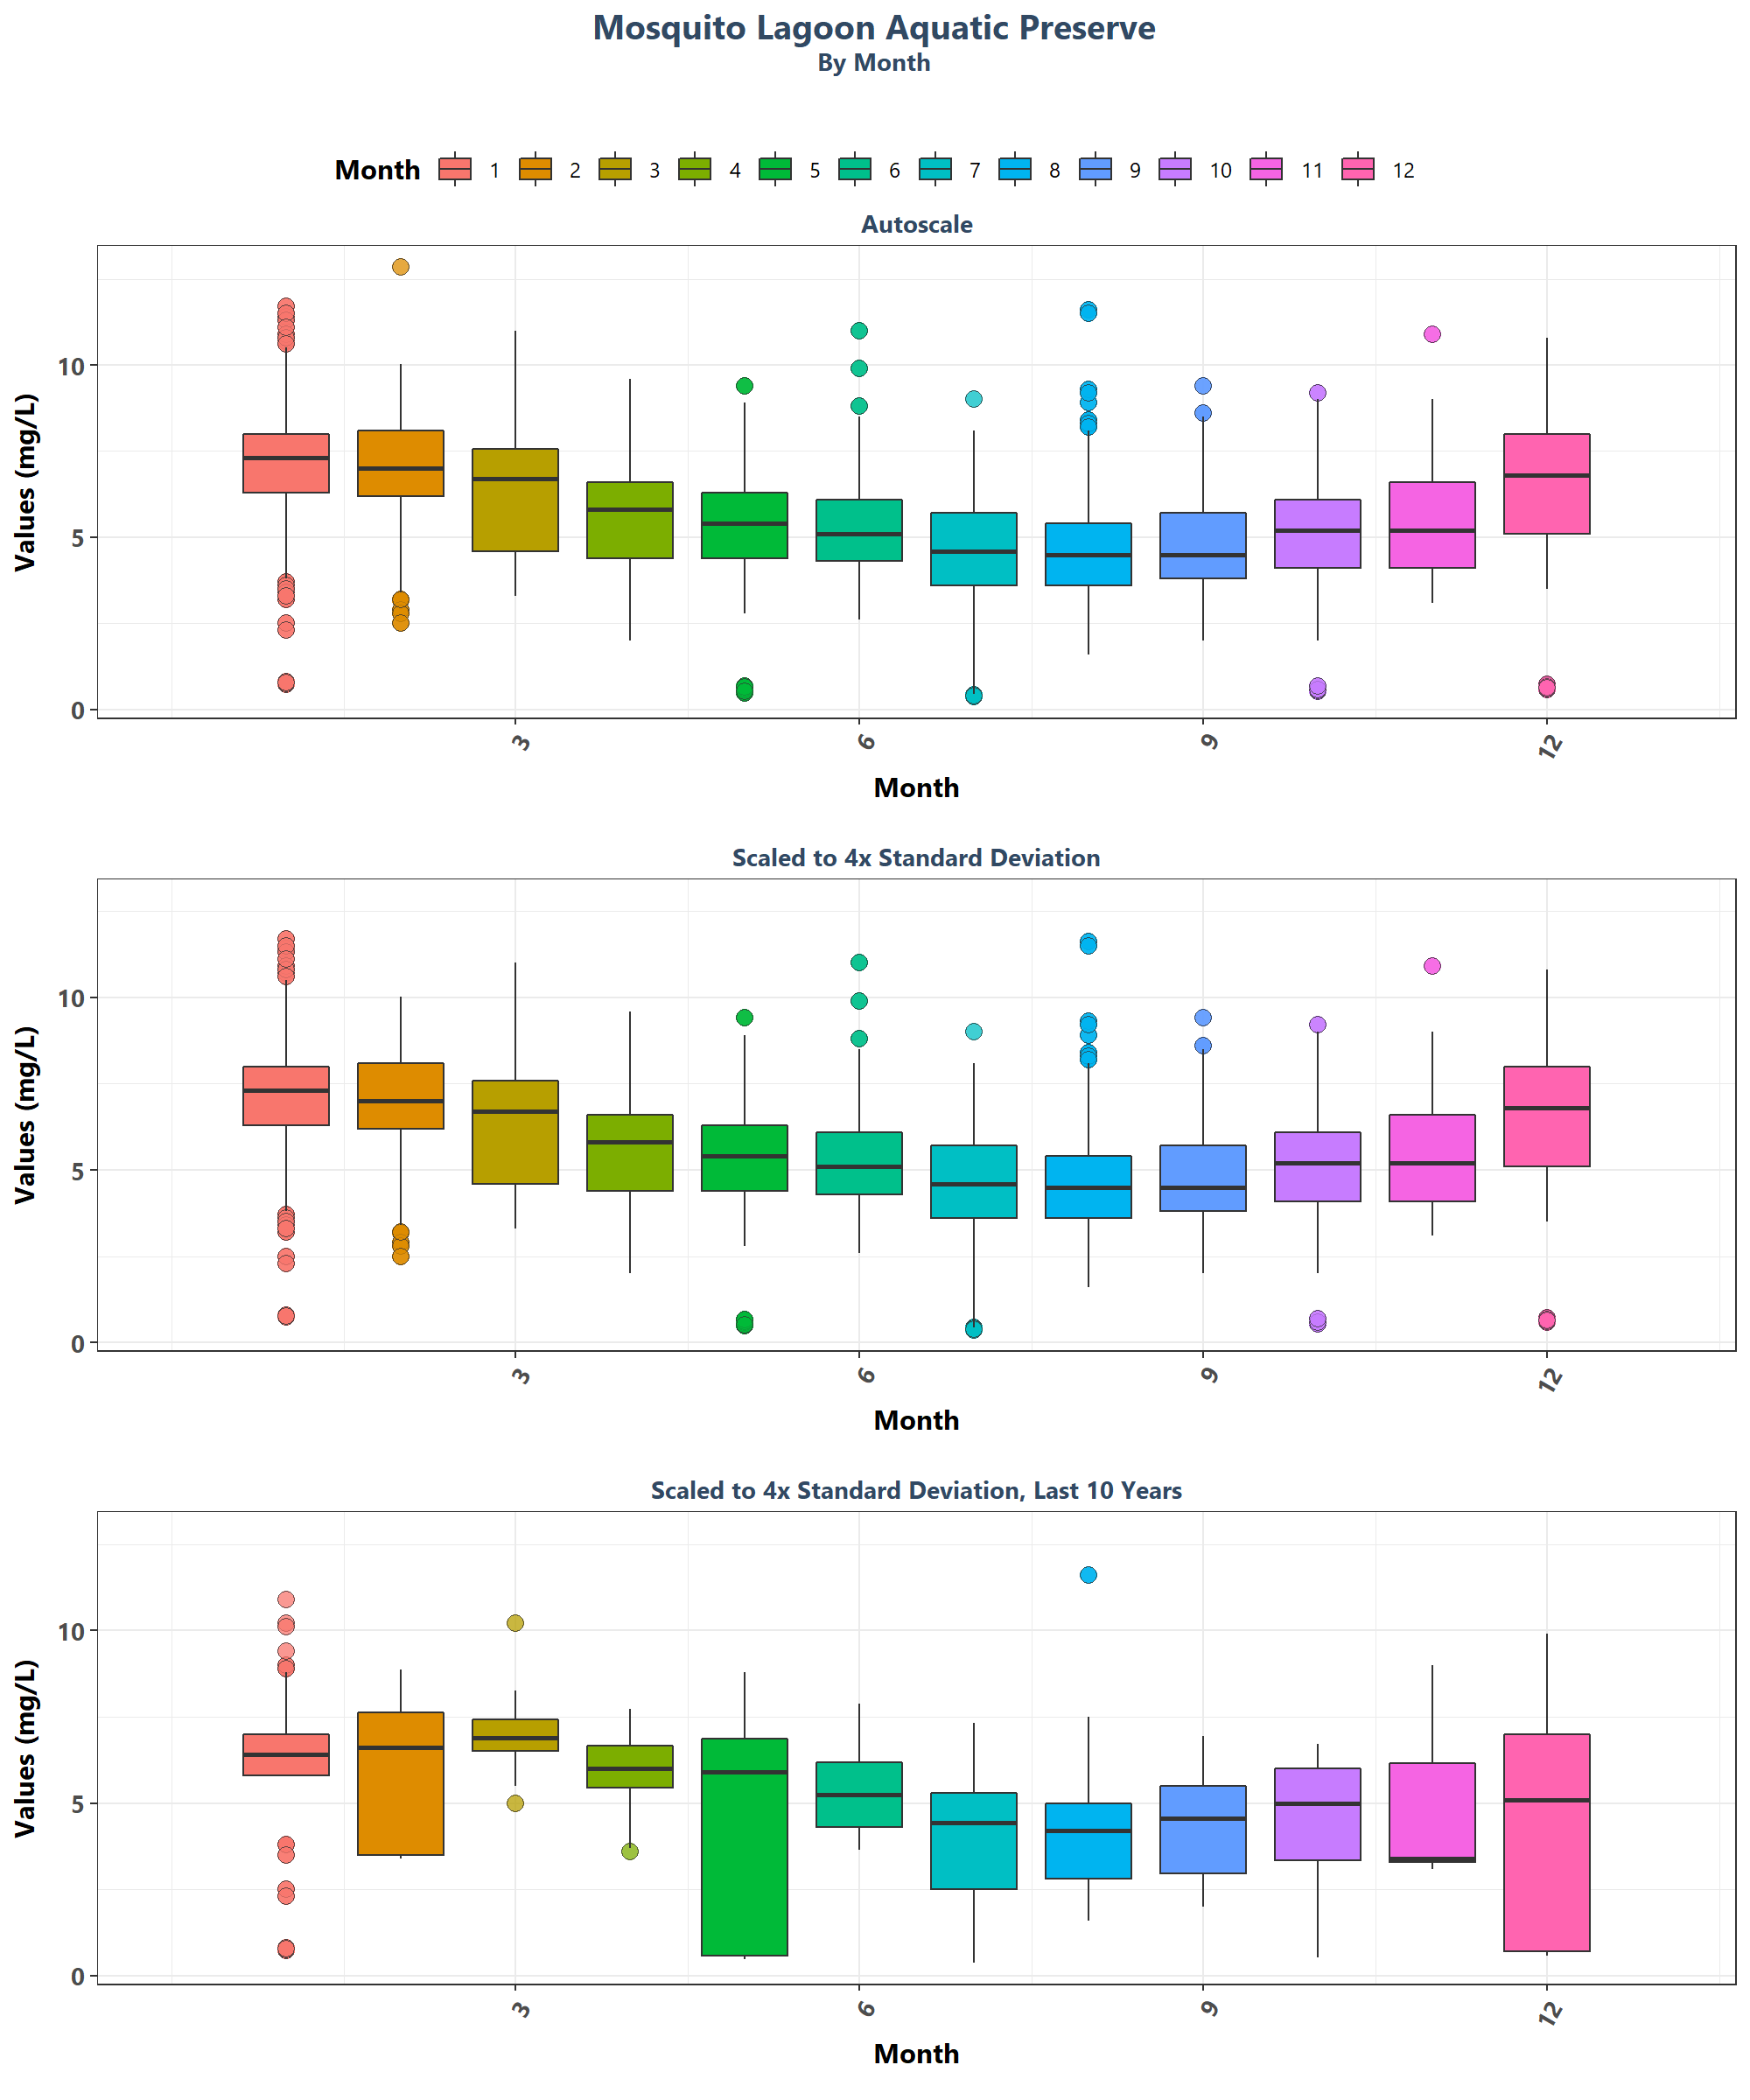 Mosquito Lagoon Aquatic Preserve
By Month
Month 1 2 3 4 5 6 7 8 9 10 11 12
Autoscale
Values (mg/L)
10
5
0
3 6 9 12
Month
Scaled to 4x Standard Deviation
Values (mg/L)
10
5
0
3 6 9 12
Month
Scaled to 4x Standard Deviation, Last 10 Years
Values (mg/L)
10
5
0
3 6 9 12
Month